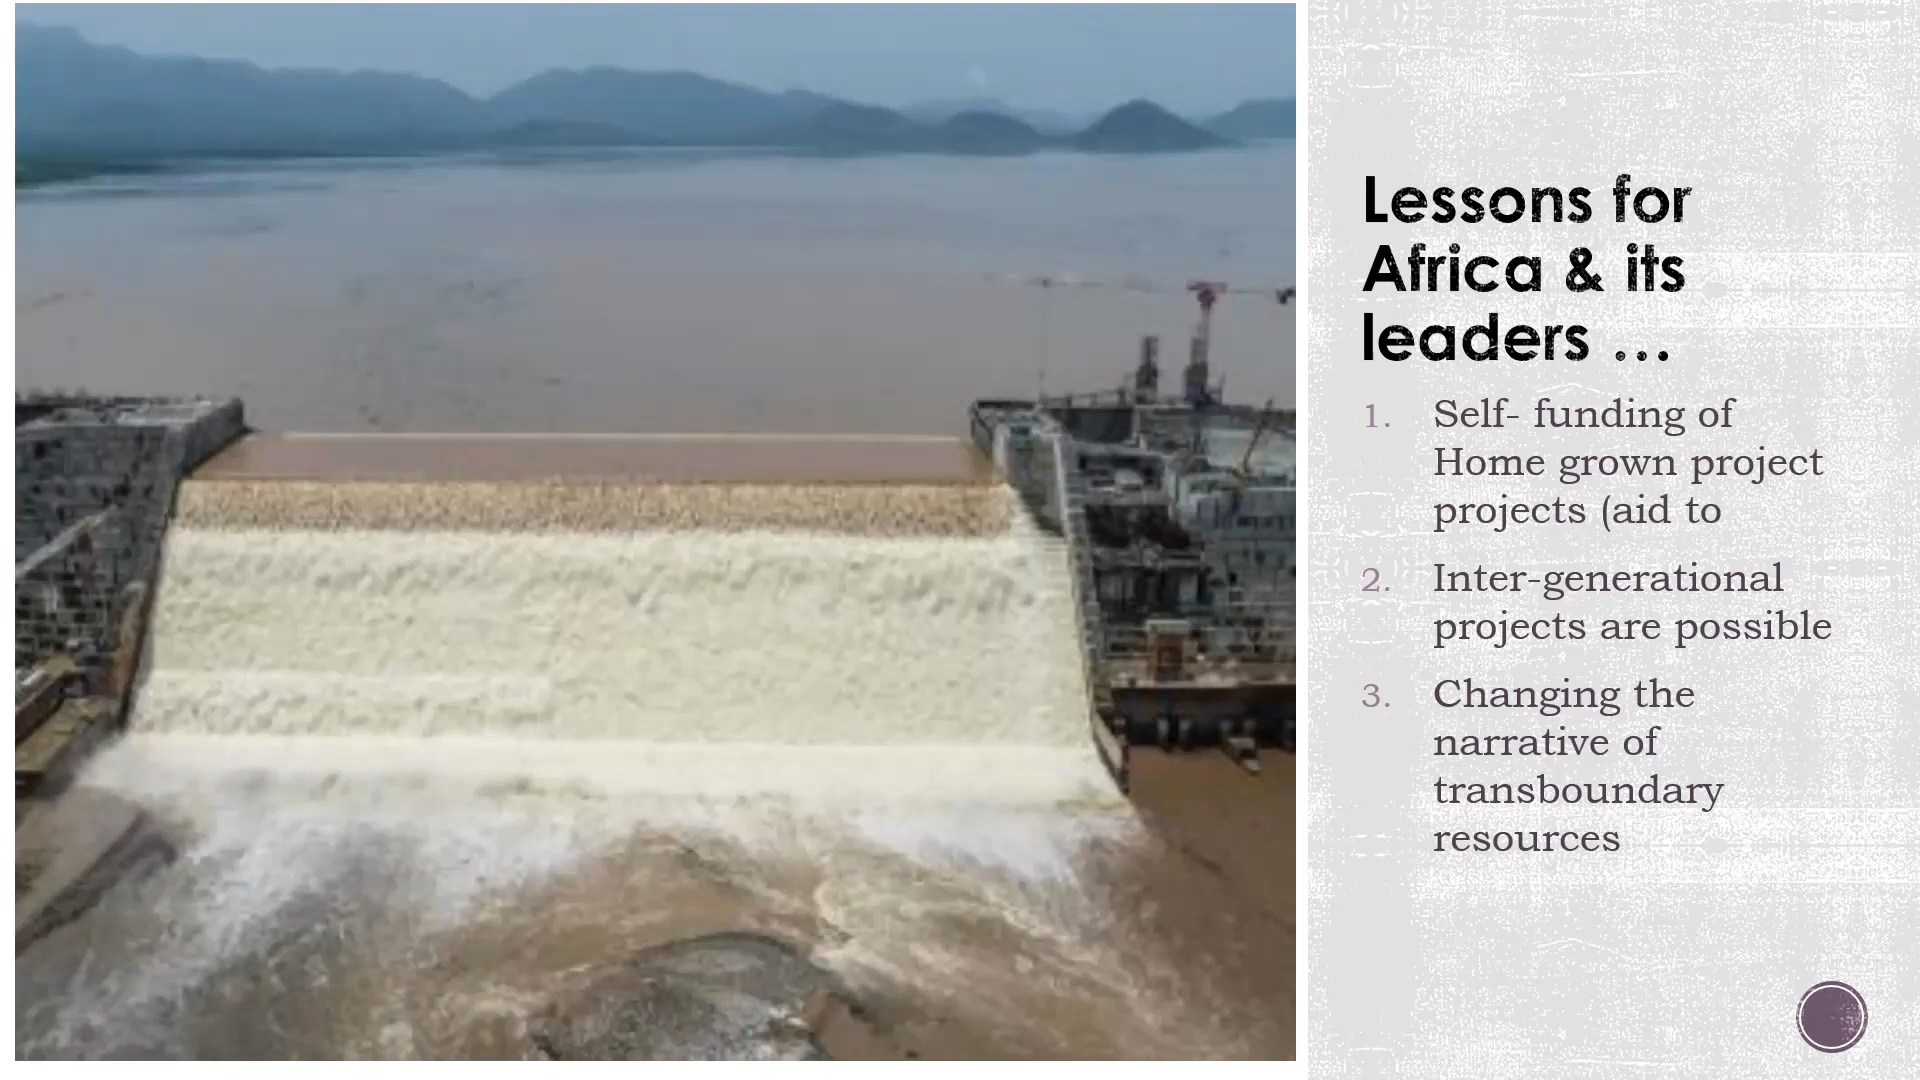 Lessons for
Africa & its
leaders …
1. Self- funding of
Home grown project
projects (aid to
2. Inter-generational
projects are possible
3. Changing the
narrative of
transboundary
resources